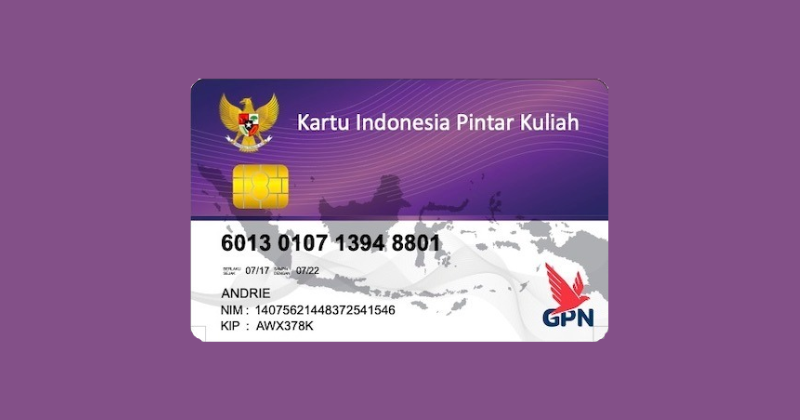 Kartu Indonesia Pintar Kuliah
6013 0107 1394 8801
07/17 07/22
ANDRIE
NIM : 14075621448372541546
KIP : AWX378K
GPN